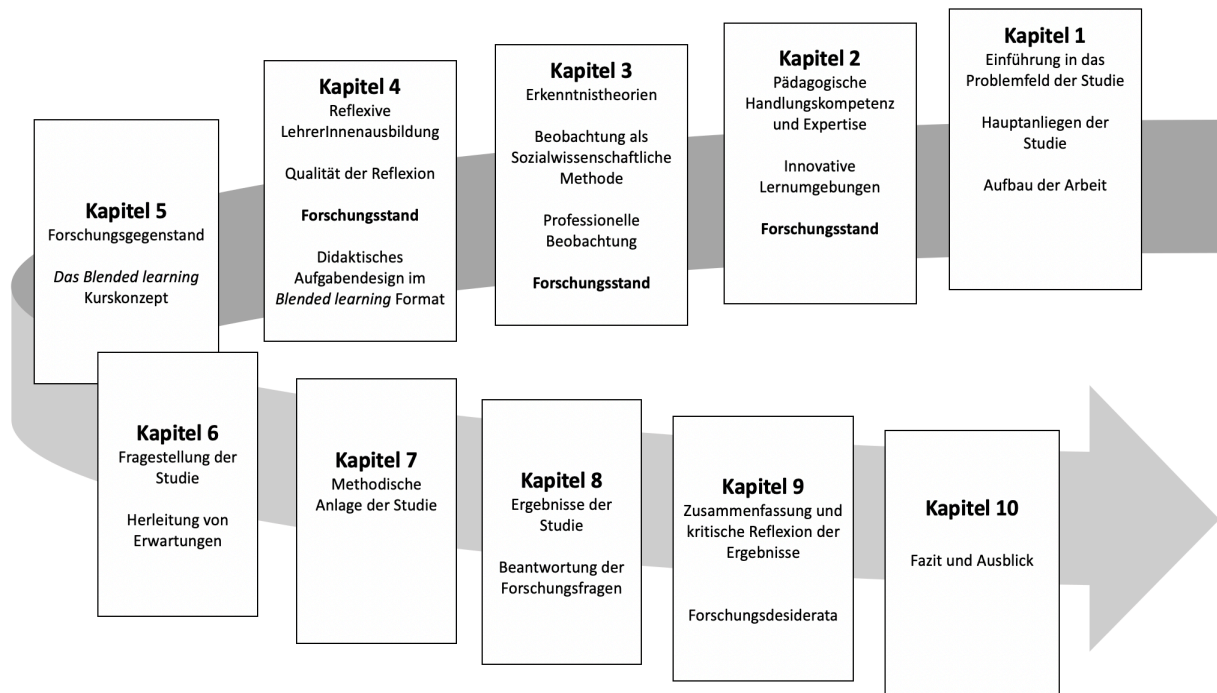 Kapitel 1
Einführung in das
Problemfeld der Studie
Hauptanliegen der
Studie
Aufbau der Arbeit
Kapitel 2
Pädagogische
Handlungskompetenz
und Expertise
Innovative
Lernumgebungen
Forschungsstand
Kapitel 3
Erkenntnistheorien
Beobachtung als
Sozialwissenschaftliche
Methode
Professionelle
Beobachtung
Forschungsstand
Kapitel 4
Reflexive
LehrerInnenausbildung
Qualität der Reflexion
Forschungsstand
Didaktisches
Aufgabendesign im
Blended learning Format
Kapitel 5
Forschungsgegenstand
Das Blended learning
Kurskonzept
Kapitel 6
Fragestellung der
Studie
Herleitung von
Erwartungen
Kapitel 7
Methodische
Anlage der Studie
Kapitel 8
Ergebnisse der
Studie
Beantwortung der
Forschungsfragen
Kapitel 9
Zusammenfassung und
kritische Reflexion der
Ergebnisse
Forschungsdesiderata
Kapitel 10
Fazit und Ausblick